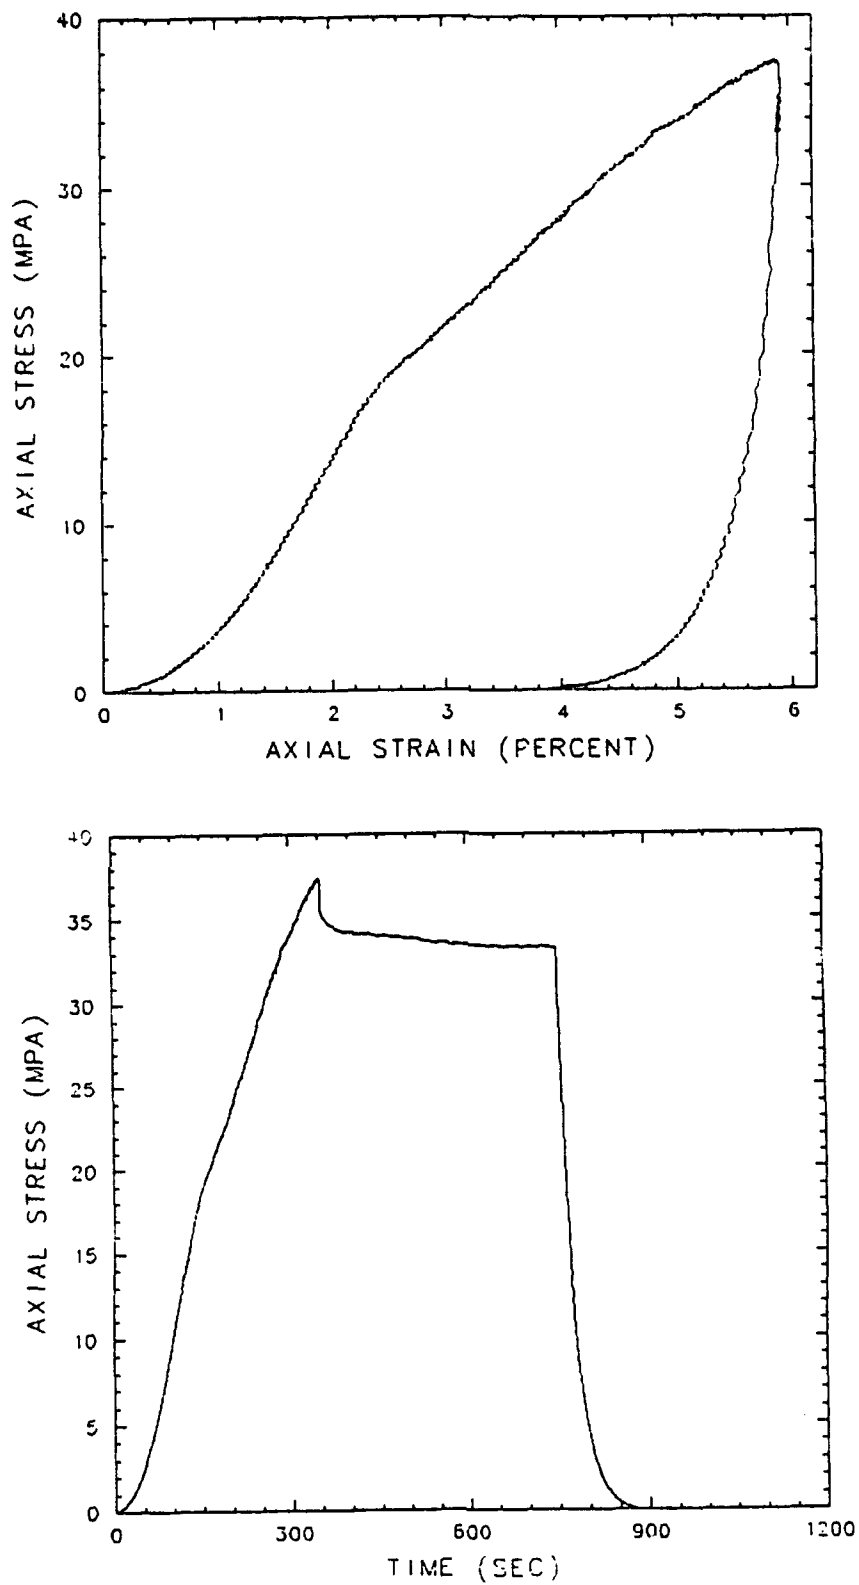 40
30
20
10
0
AXIAL STRESS (MPA)
0 1 2 3 4 5 6
AXIAL STRAIN (PERCENT)
40
35
30
25
20
15
10
5
0
AXIAL STRESS (MPA)
0 300 600 900 1200
TIME (SEC)